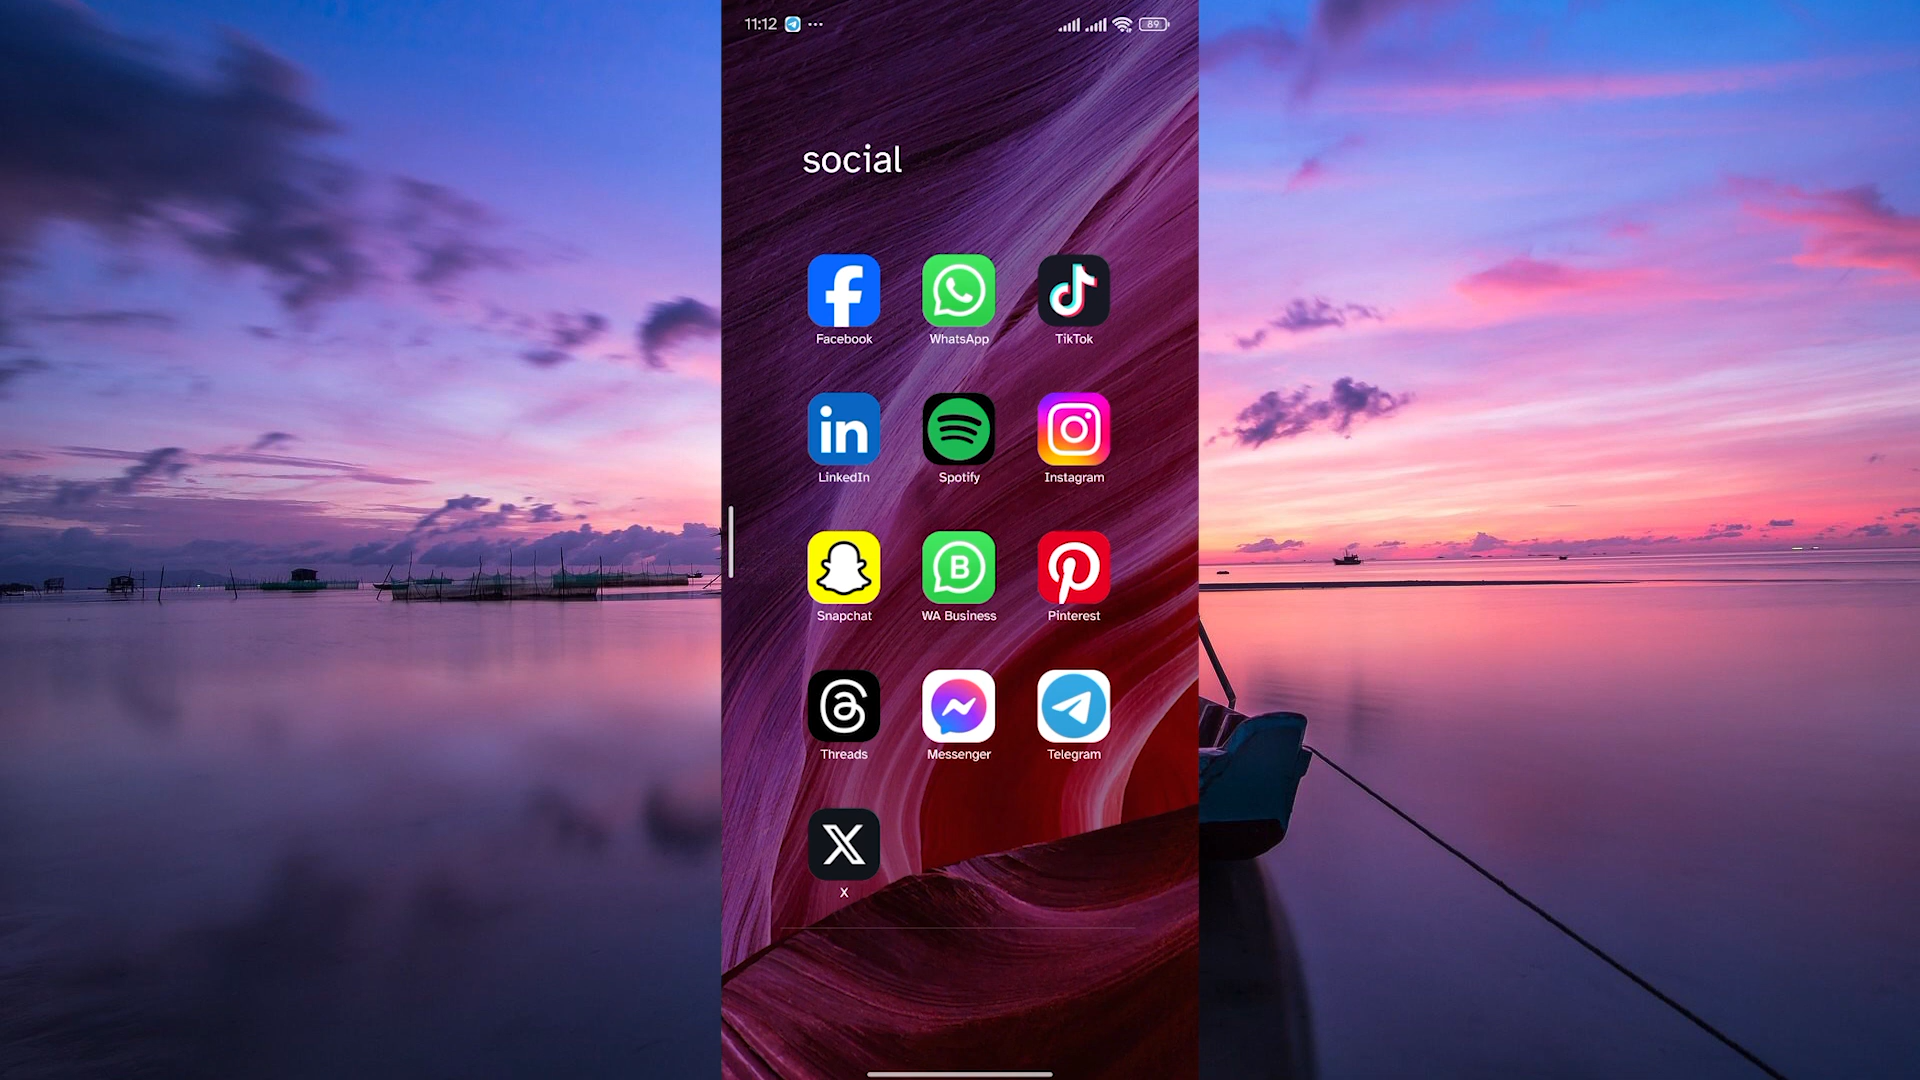 11:12 ...
89
social
Facebook WhatsApp TikTok
LinkedIn Spotify Instagram
Snapchat WA Business Pinterest
Threads Messenger Telegram
X